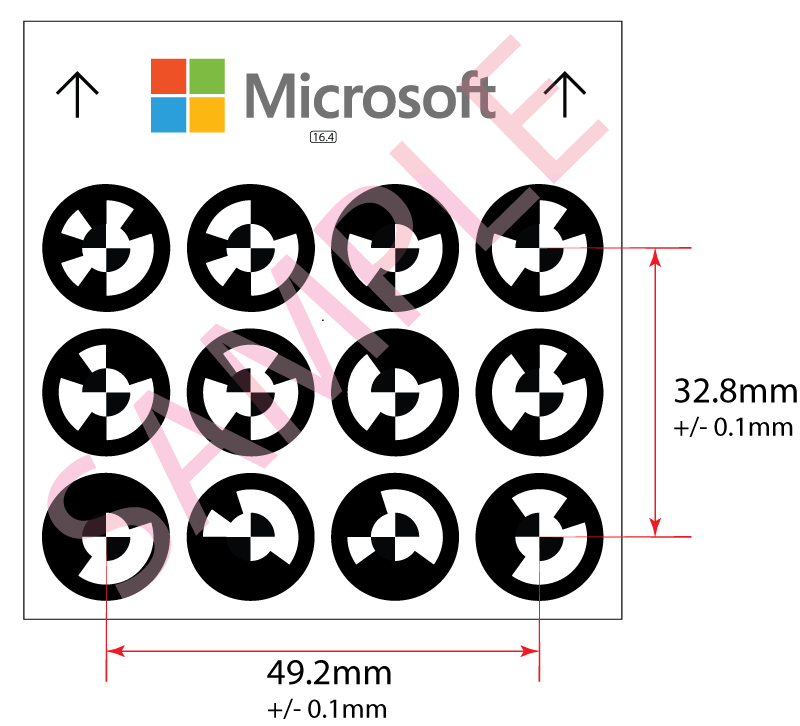 Microsoft
16.4
SAMPLE
32.8mm
+/- 0.1mm
49.2mm
+/- 0.1mm